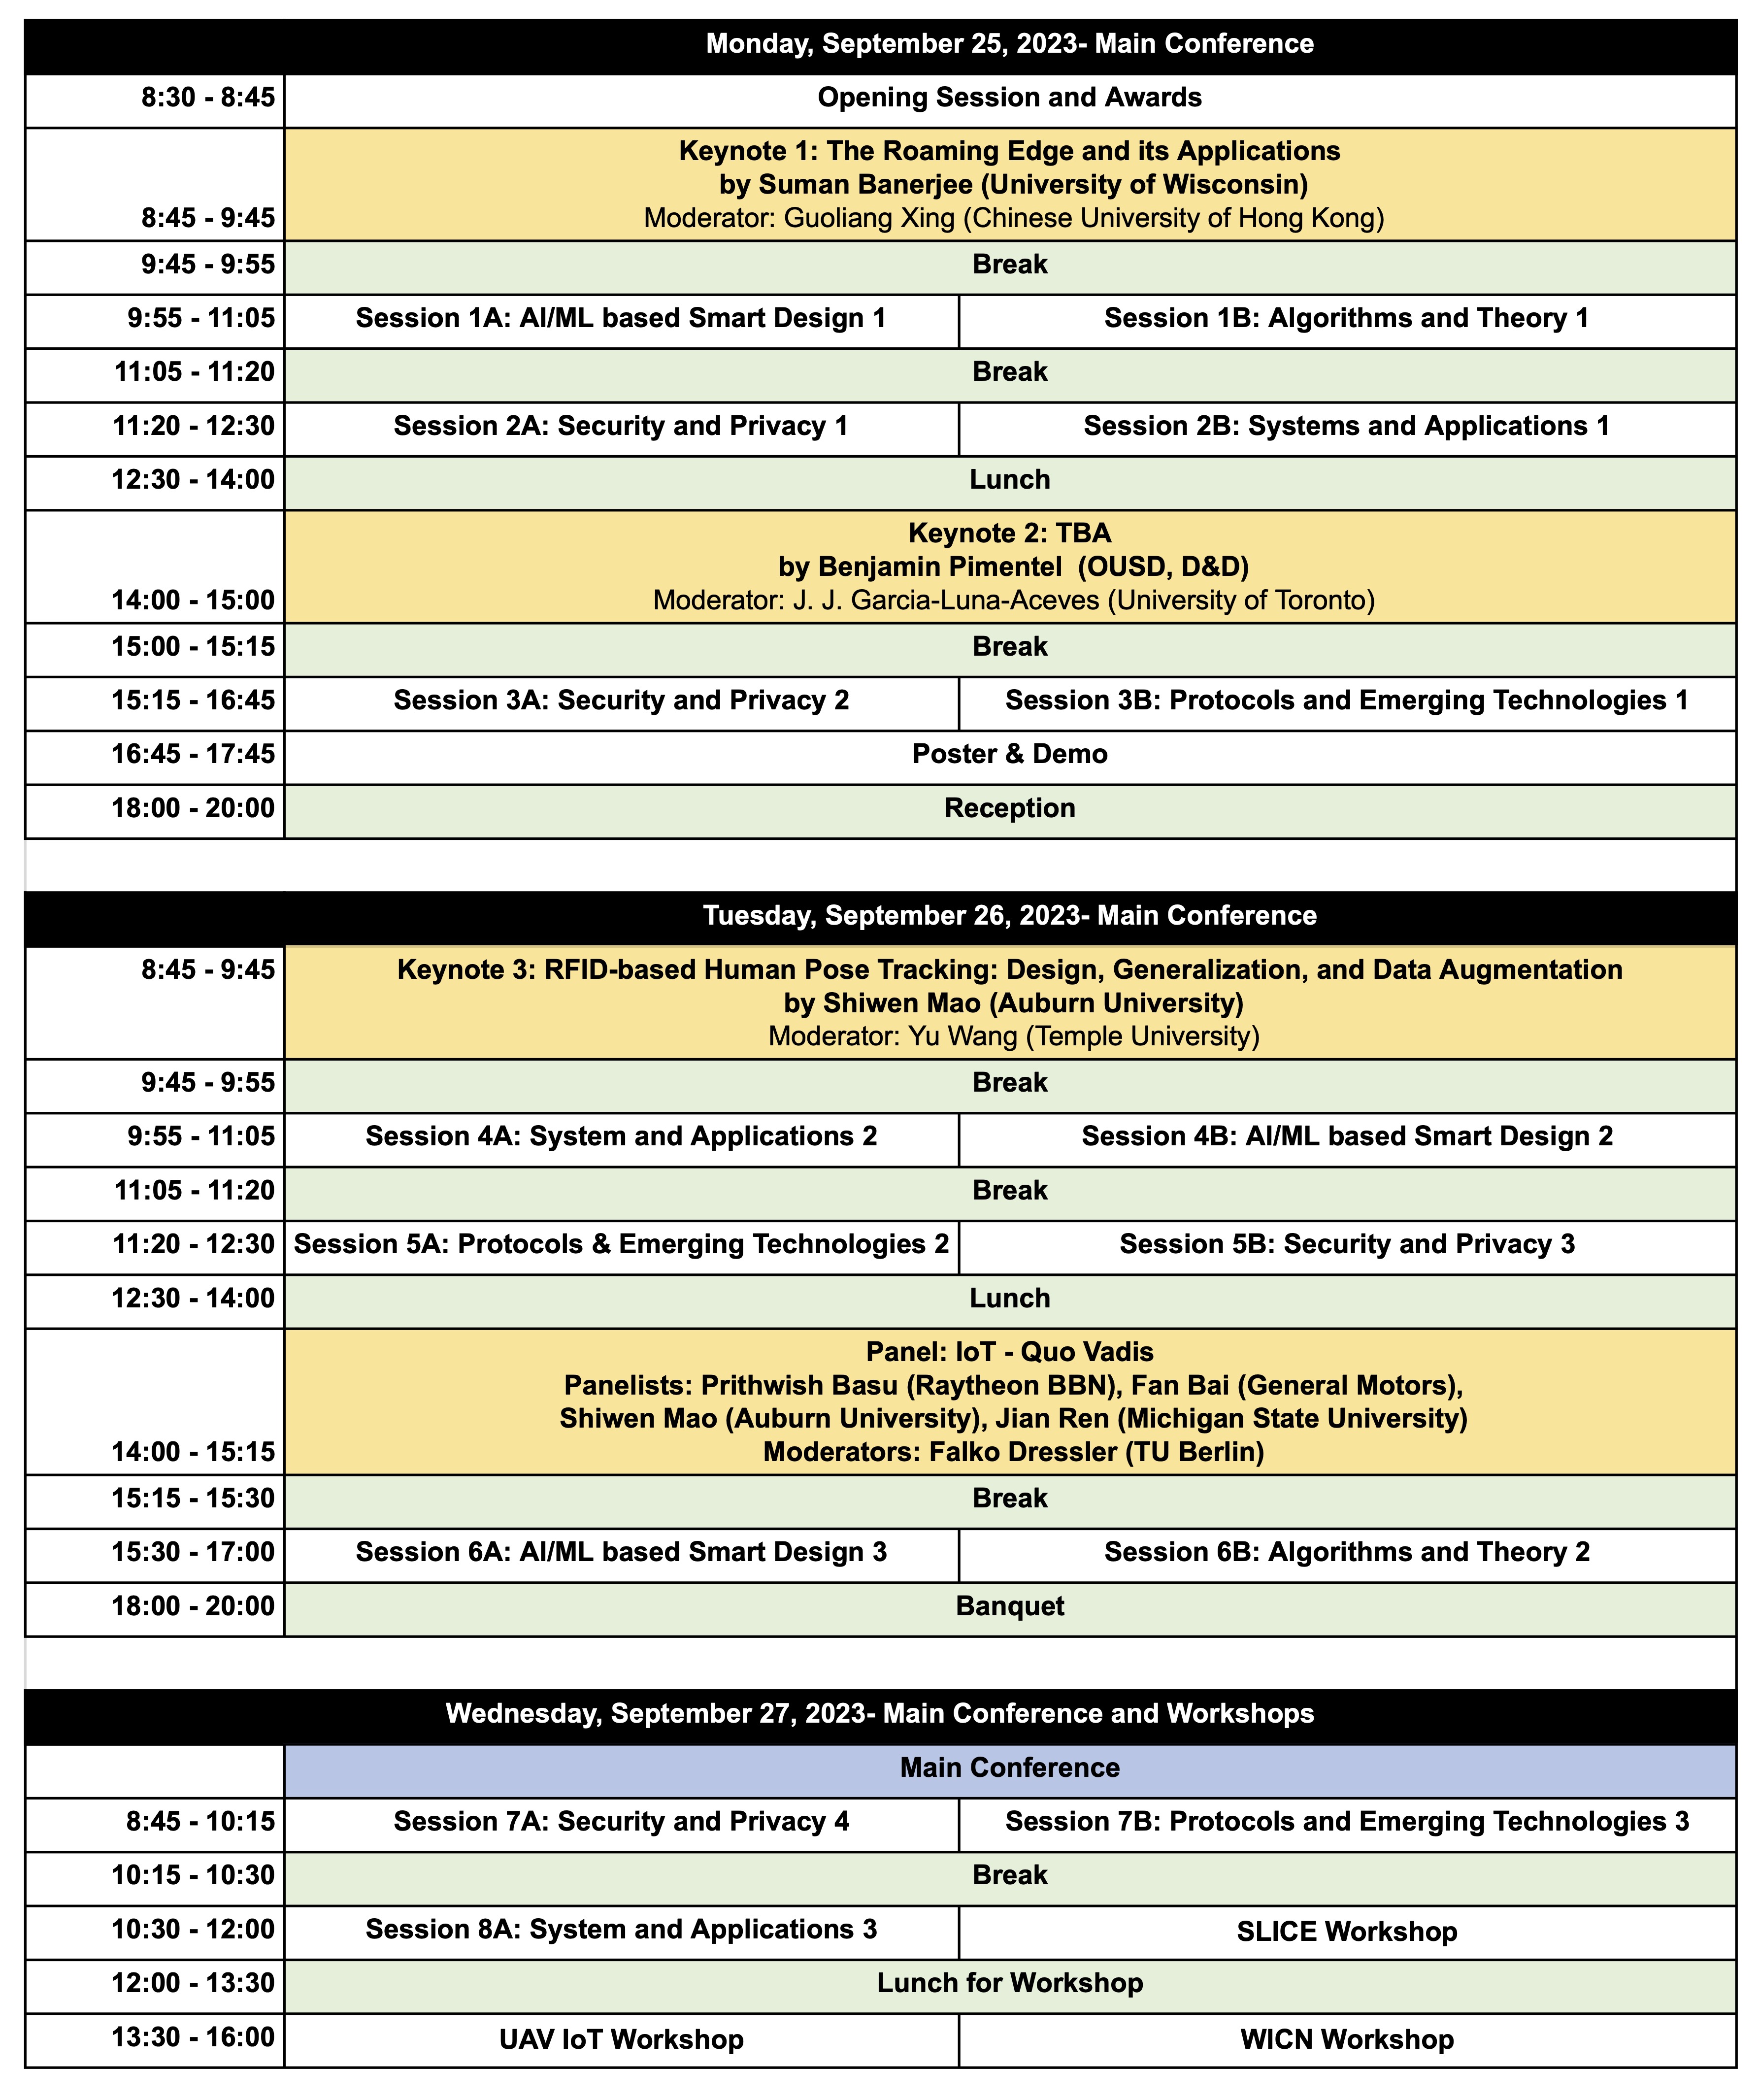 Monday, September 25, 2023- Main Conference
8:30 - 8:45 Opening Session and Awards
Keynote 1: The Roaming Edge and its Applications
by Suman Banerjee (University of Wisconsin)
8:45 - 9:45 Moderator: Guoliang Xing (Chinese University of Hong Kong)
9:45 - 9:55 Break
9:55 - 11:05 Session 1A: AI/ML based Smart Design 1 Session 1B: Algorithms and Theory 1
11:05 - 11:20 Break
11:20 - 12:30 Session 2A: Security and Privacy 1 Session 2B: Systems and Applications 1
12:30 - 14:00 Lunch
Keynote 2: TBA
by Benjamin Pimentel (OUSD, D&D)
14:00 - 15:00 Moderator: J. J. Garcia-Luna-Aceves (University of Toronto)
15:00 - 15:15 Break
15:15 - 16:45 Session 3A: Security and Privacy 2 Session 3B: Protocols and Emerging Technologies 1
16:45 - 17:45 Poster & Demo
18:00 - 20:00 Reception
Tuesday, September 26, 2023- Main Conference
8:45 - 9:45 Keynote 3: RFID-based Human Pose Tracking: Design, Generalization, and Data Augmentation
by Shiwen Mao (Auburn University)
Moderator: Yu Wang (Temple University)
9:45 - 9:55 Break
9:55 - 11:05 Session 4A: System and Applications 2 Session 4B: AI/ML based Smart Design 2
11:05 - 11:20 Break
11:20 - 12:30 Session 5A: Protocols & Emerging Technologies 2 Session 5B: Security and Privacy 3
12:30 - 14:00 Lunch
Panel: IoT - Quo Vadis
Panelists: Prithwish Basu (Raytheon BBN), Fan Bai (General Motors),
Shiwen Mao (Auburn University), Jian Ren (Michigan State University)
14:00 - 15:15 Moderators: Falko Dressler (TU Berlin)
15:15 - 15:30 Break
15:30 - 17:00 Session 6A: AI/ML based Smart Design 3 Session 6B: Algorithms and Theory 2
18:00 - 20:00 Banquet
Wednesday, September 27, 2023- Main Conference and Workshops
Main Conference
8:45 - 10:15 Session 7A: Security and Privacy 4 Session 7B: Protocols and Emerging Technologies 3
10:15 - 10:30 Break
10:30 - 12:00 Session 8A: System and Applications 3 SLICE Workshop
12:00 - 13:30 Lunch for Workshop
13:30 - 16:00 UAV IoT Workshop WICN Workshop